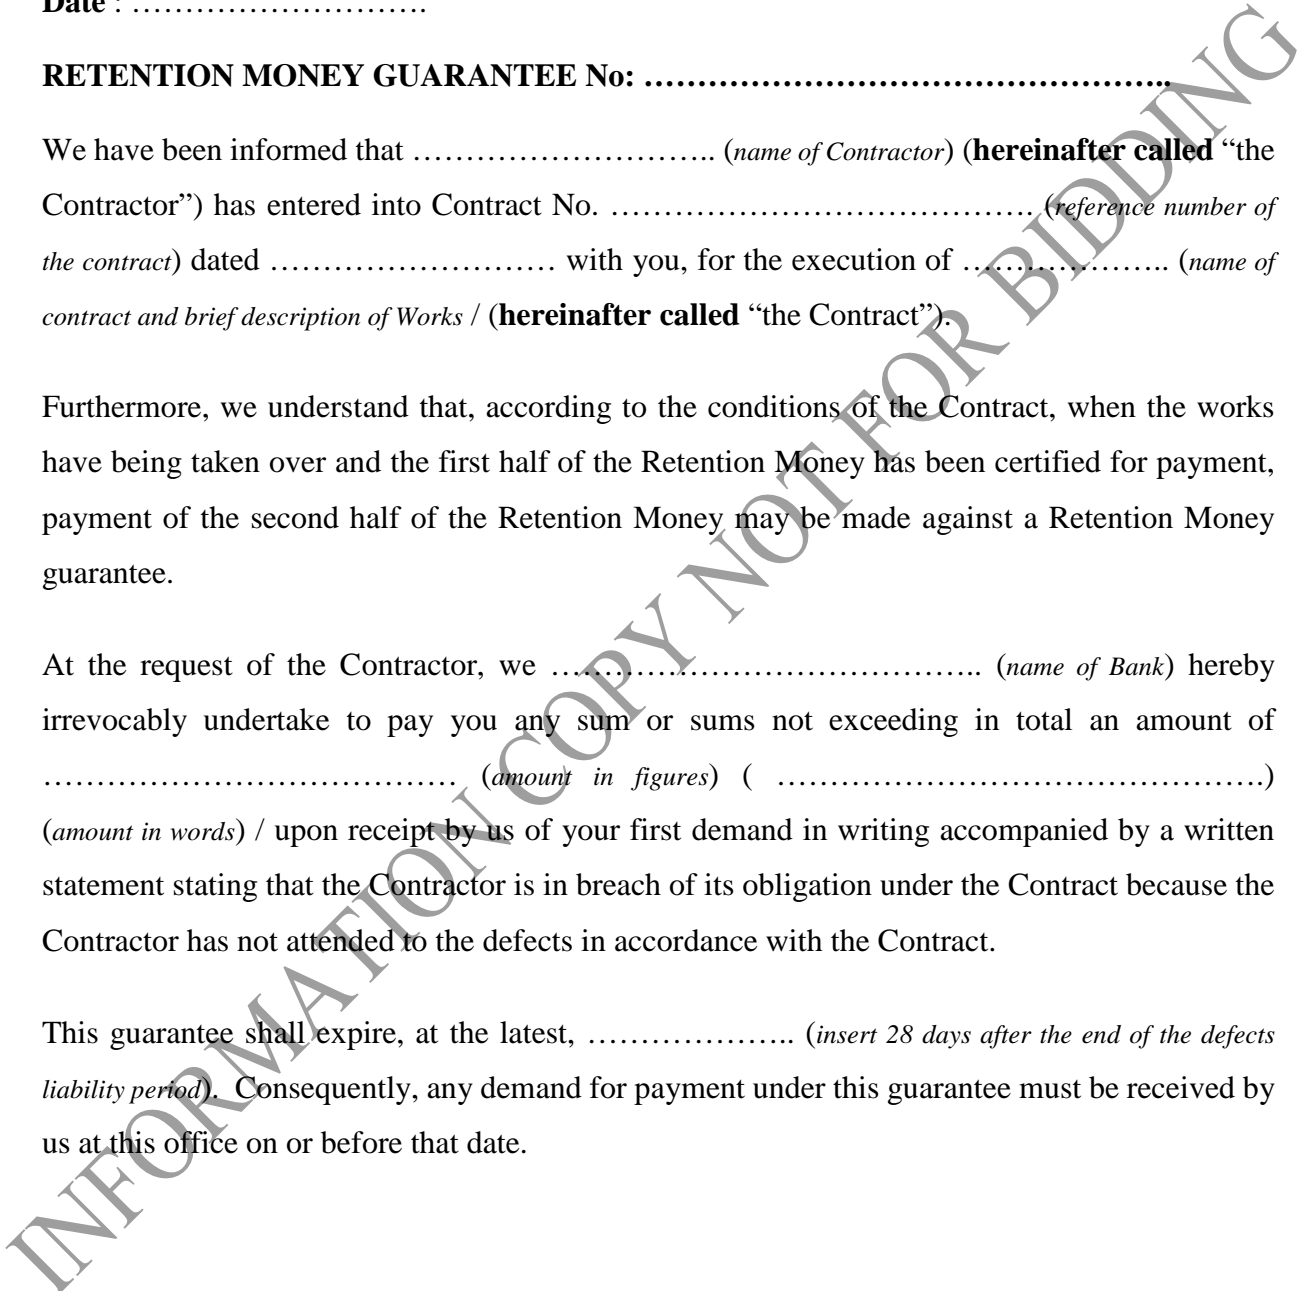 Date : ……………………….
RETENTION MONEY GUARANTEE No: …………………………………………..
We have been informed that ……………………….. (name of Contractor) (hereinafter called “the
Contractor”) has entered into Contract No. …………………………………. (reference number of
the contract) dated ……………………… with you, for the execution of ……………….. (name of
contract and brief description of Works / (hereinafter called “the Contract”).
Furthermore, we understand that, according to the conditions of the Contract, when the works
have being taken over and the first half of the Retention Money has been certified for payment,
payment of the second half of the Retention Money may be made against a Retention Money
guarantee.
At the request of the Contractor, we ………………………………….. (name of Bank) hereby
irrevocably undertake to pay you any sum or sums not exceeding in total an amount of
………………………………… (amount in figures) ( ……………………………………….)
(amount in words) / upon receipt by us of your first demand in writing accompanied by a written
statement stating that the Contractor is in breach of its obligation under the Contract because the
Contractor has not attended to the defects in accordance with the Contract.
This guarantee shall expire, at the latest, ……………….. (insert 28 days after the end of the defects
liability period). Consequently, any demand for payment under this guarantee must be received by
us at this office on or before that date.
INFORMATION COPY NOT FOR BIDDING